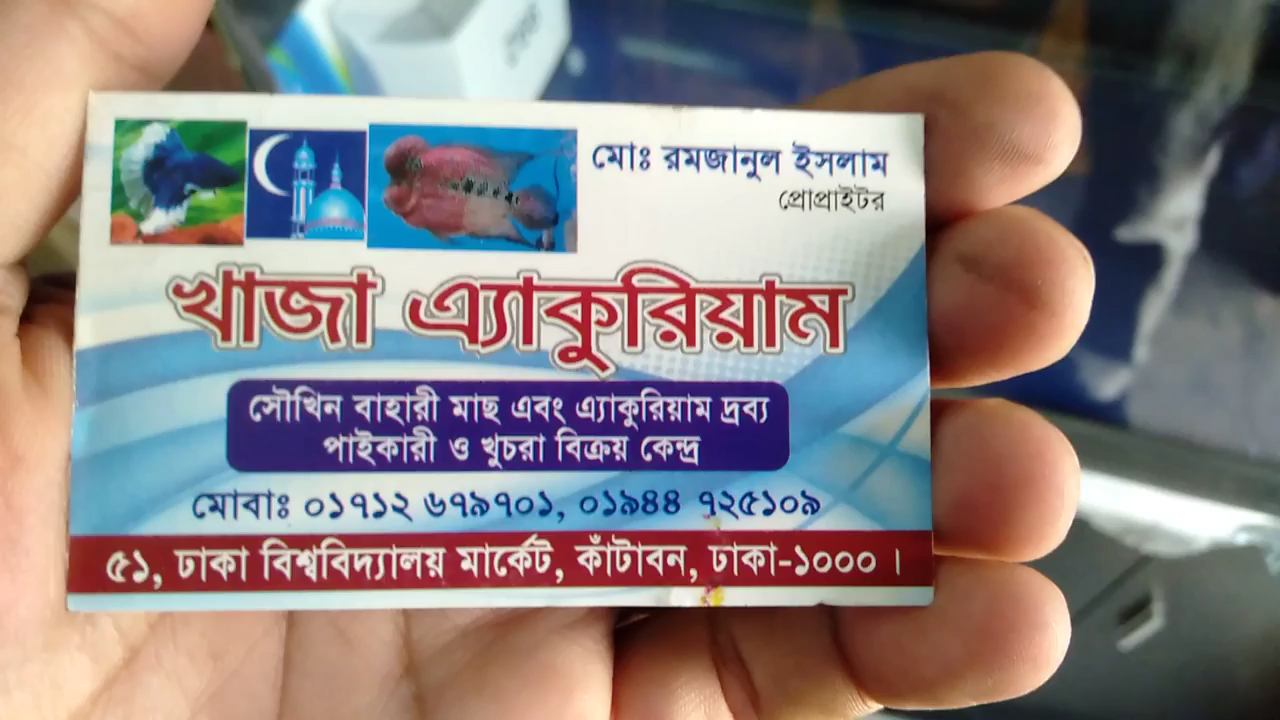 মোঃ রমজানুল ইসলাম
প্রোপ্রাইটর
খাজা এ্যাকুরিয়াম
সৌখিন বাহারী মাছ এবং এ্যাকুরিয়াম দ্রব্য
পাইকারী ও খুচরা বিক্রয় কেন্দ্র
মোবাঃ ০১৭১২ ৬৭৯৭০১, ০১৯৪৪ ৭২৫১০৯
৫১, ঢাকা বিশ্ববিদ্যালয় মার্কেট, কাঁটাবন, ঢাকা-১০০০ ।